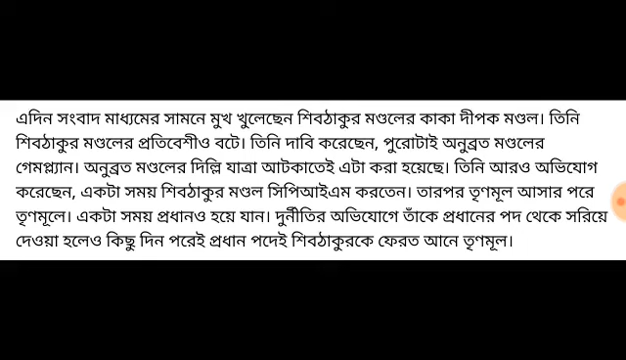 এদিন সংবাদ মাধ্যমের সামনে মুখ খুলেছেন শিবঠাকুর মণ্ডলের কাকা দীপক মণ্ডল। তিনি
শিবঠাকুর মণ্ডলের প্রতিবেশীও বটে। তিনি দাবি করেছেন, পুরোটাই অনুব্রত মণ্ডলের
গেমপ্ল্যান। অনুব্রত মণ্ডলের দিল্লি যাত্রা আটকাতেই এটা করা হয়েছে। তিনি আরও অভিযোগ
করেছেন, একটা সময় শিবঠাকুর মণ্ডল সিপিআইএম করতেন। তারপর তৃণমূল আসার পরে
তৃণমূলে। একটা সময় প্রধানও হয়ে যান। দুর্নীতির অভিযোগে তাঁকে প্রধানের পদ থেকে সরিয়ে
দেওয়া হলেও কিছু দিন পরেই প্রধান পদেই শিবঠাকুরকে ফেরত আনে তৃণমূল।